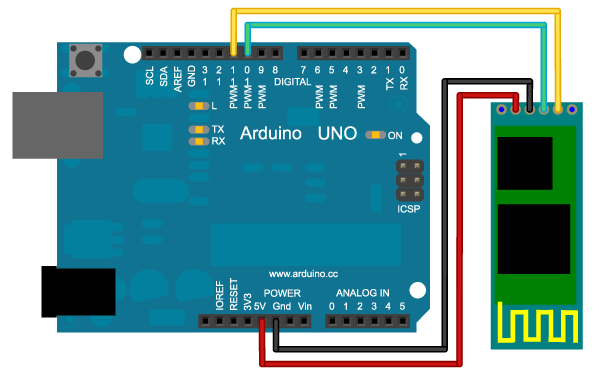 SCL
SDA
AREF
GND
13
12
PWM 11
PWM 10
PWM 9
8
DIGITAL
7
PWM 6
PWM 5
4
PWM 3
2
TX 1
RX 0
L
TX
RX
Arduino UNO
ON
1
ICSP
www.arduino.cc
POWER
IOREF
RESET
3V3
5V
Gnd
Vin
ANALOG IN
0 1 2 3 4 5